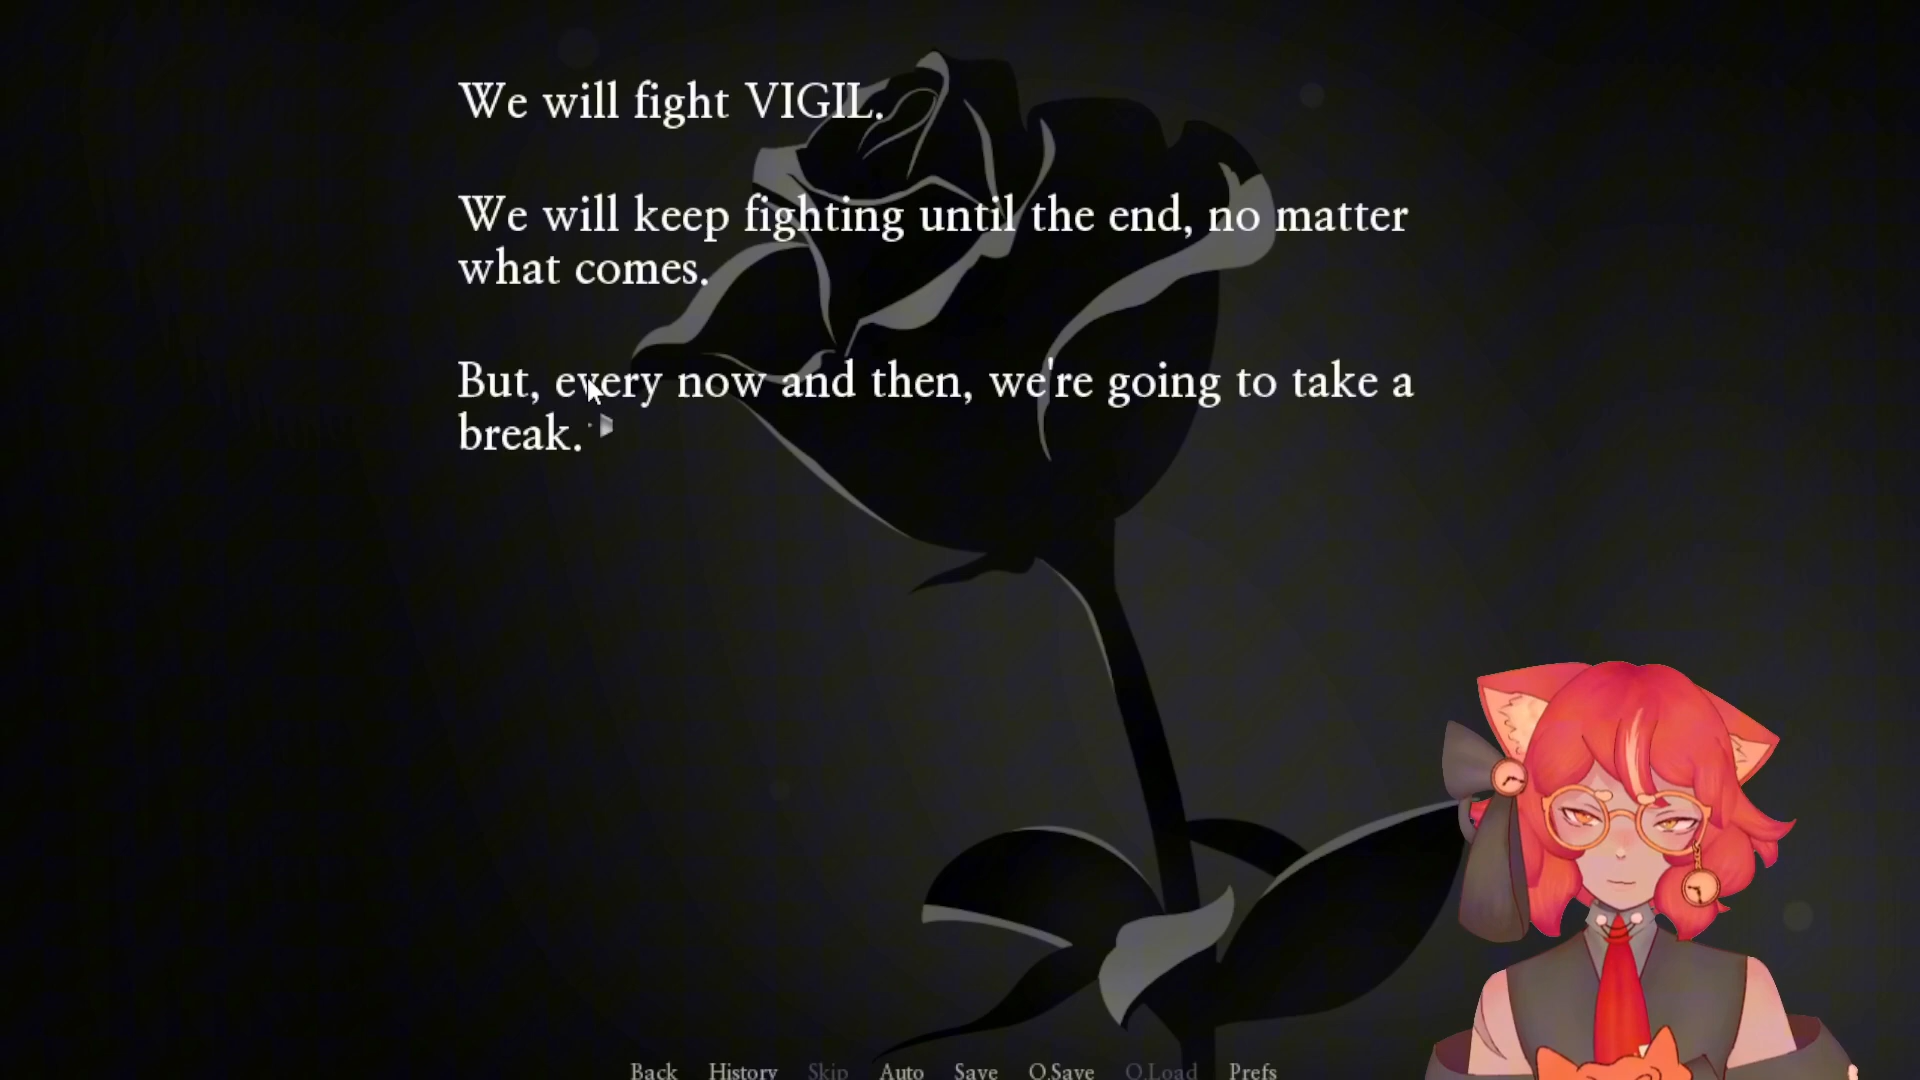 We will fight VIGIL.
We will keep fighting until the end, no matter
what comes.
But, every now and then, we're going to take a
break.
Back History Skip Auto Save Q.Save Q.Load Prefs